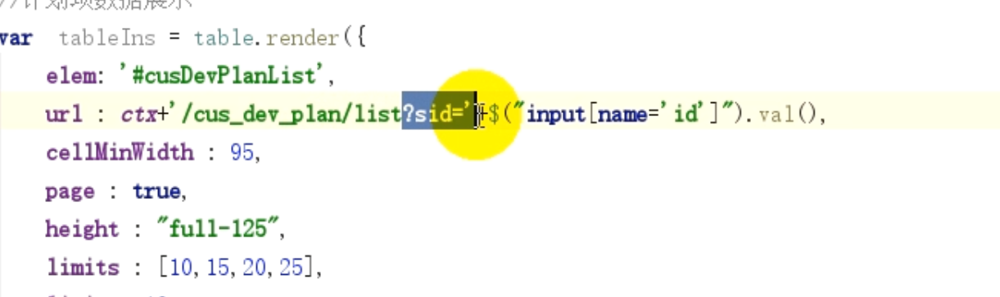 //计划项数据展示
var tableIns = table.render({
elem: '#cusDevPlanList',
url : ctx+'/cus_dev_plan/list?sid='+$("input[name='id']").val(),
cellMinWidth : 95,
page : true,
height : "full-125",
limits : [10,15,20,25],